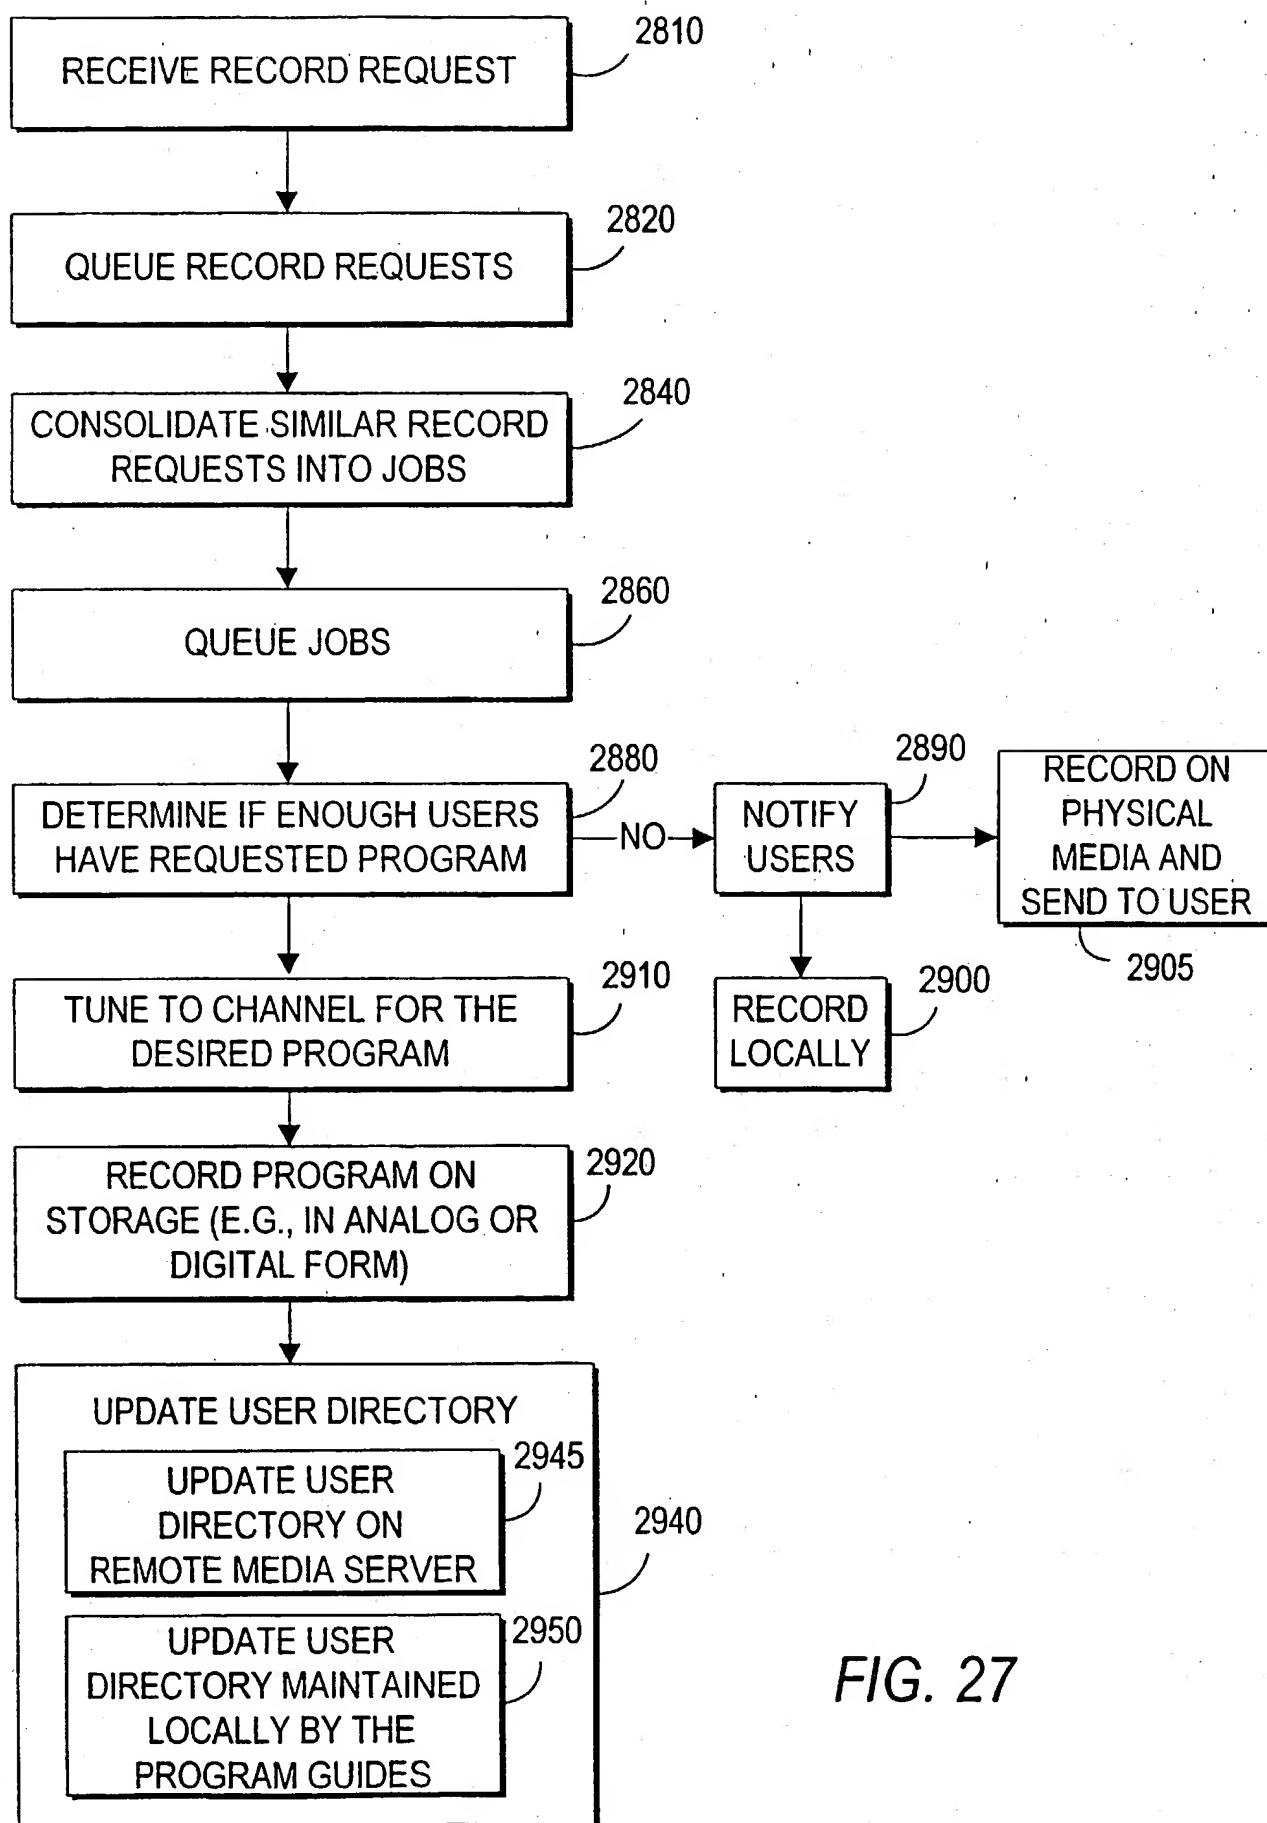 2810
RECEIVE RECORD REQUEST
2820
QUEUE RECORD REQUESTS
2840
CONSOLIDATE SIMILAR RECORD
REQUESTS INTO JOBS
2860
QUEUE JOBS
2880
DETERMINE IF ENOUGH USERS
HAVE REQUESTED PROGRAM
NO
2890
NOTIFY
USERS
RECORD ON
PHYSICAL
MEDIA AND
SEND TO USER
2905
2900
RECORD
LOCALLY
2910
TUNE TO CHANNEL FOR THE
DESIRED PROGRAM
2920
RECORD PROGRAM ON
STORAGE (E.G., IN ANALOG OR
DIGITAL FORM)
UPDATE USER DIRECTORY
2940
2945
UPDATE USER
DIRECTORY ON
REMOTE MEDIA SERVER
2950
UPDATE USER
DIRECTORY MAINTAINED
LOCALLY BY THE
PROGRAM GUIDES
FIG. 27